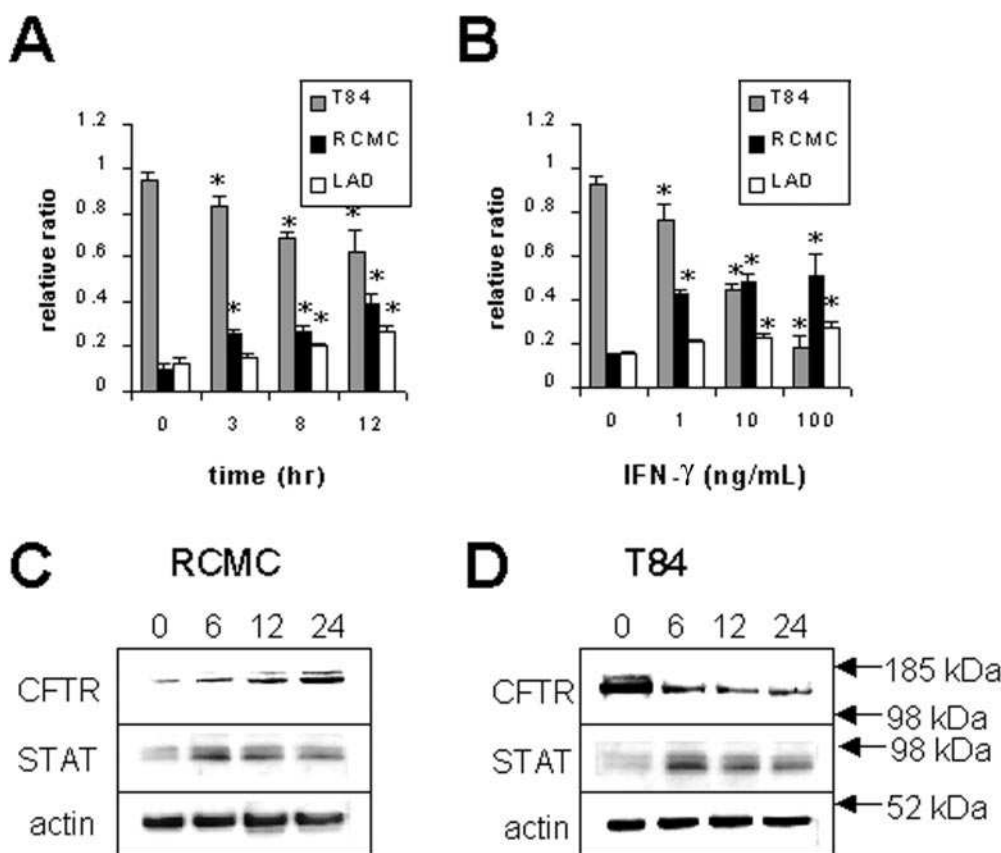 A
T84
RCMC
LAD
relative ratio
1.2
1
0.8
0.6
0.4
0.2
0
* * * * * * * *
0 3 8 12
time (hr)
B
T84
RCMC
LAD
relative ratio
1.2
1
0.8
0.6
0.4
0.2
0
* * * * * * * *
0 1 10 100
IFN-γ (ng/mL)
C RCMC
0 6 12 24
CFTR
STAT
actin
D T84
0 6 12 24
CFTR
STAT
actin
185 kDa
98 kDa
98 kDa
52 kDa